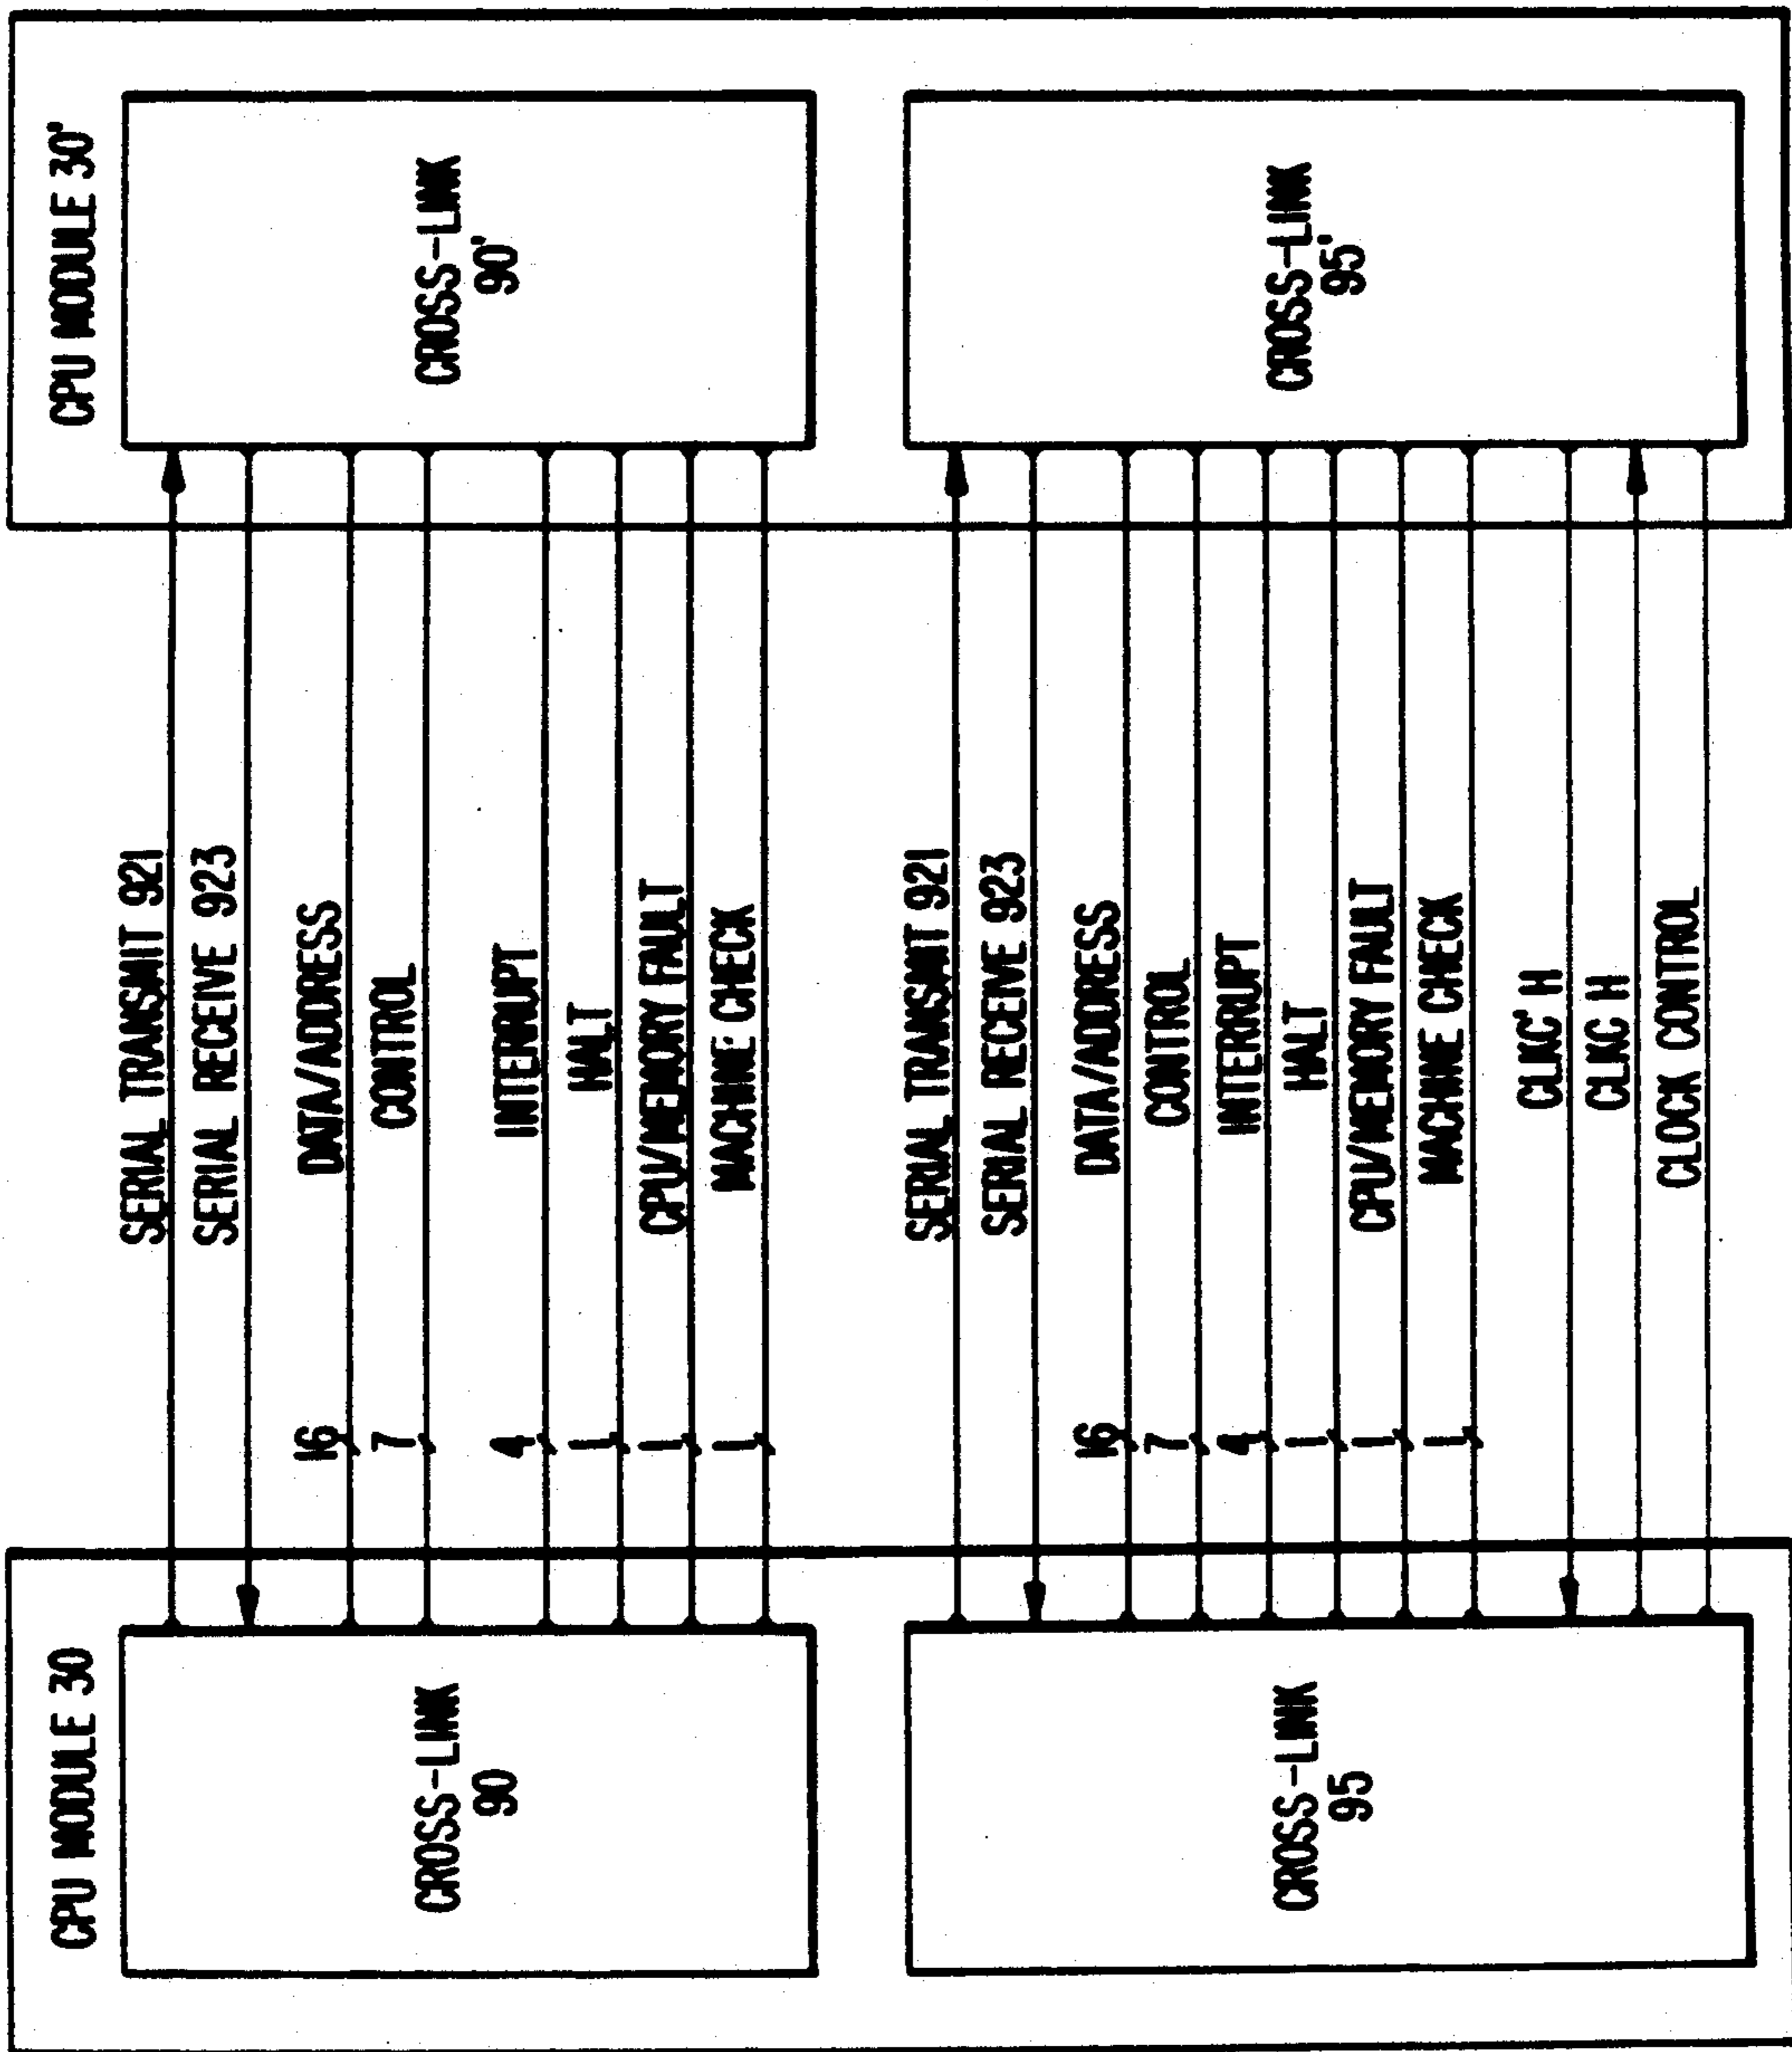 CPU MODULE 30
CROSS-LINK
90
CROSS-LINK
95
SERIAL TRANSMIT 921
SERIAL RECEIVE 923
16
DATA/ADDRESS
7
CONTROL
4
INTERRUPT
1
HALT
1
CPU/MEMORY FAULT
1
MACHINE CHECK
SERIAL TRANSMIT 921
SERIAL RECEIVE 923
16
DATA/ADDRESS
7
CONTROL
4
INTERRUPT
1
HALT
1
CPU/MEMORY FAULT
1
MACHINE CHECK
CLKC' H
CLKC H
CLOCK CONTROL
CPU MODULE 30'
CROSS-LINK
90'
CROSS-LINK
95'